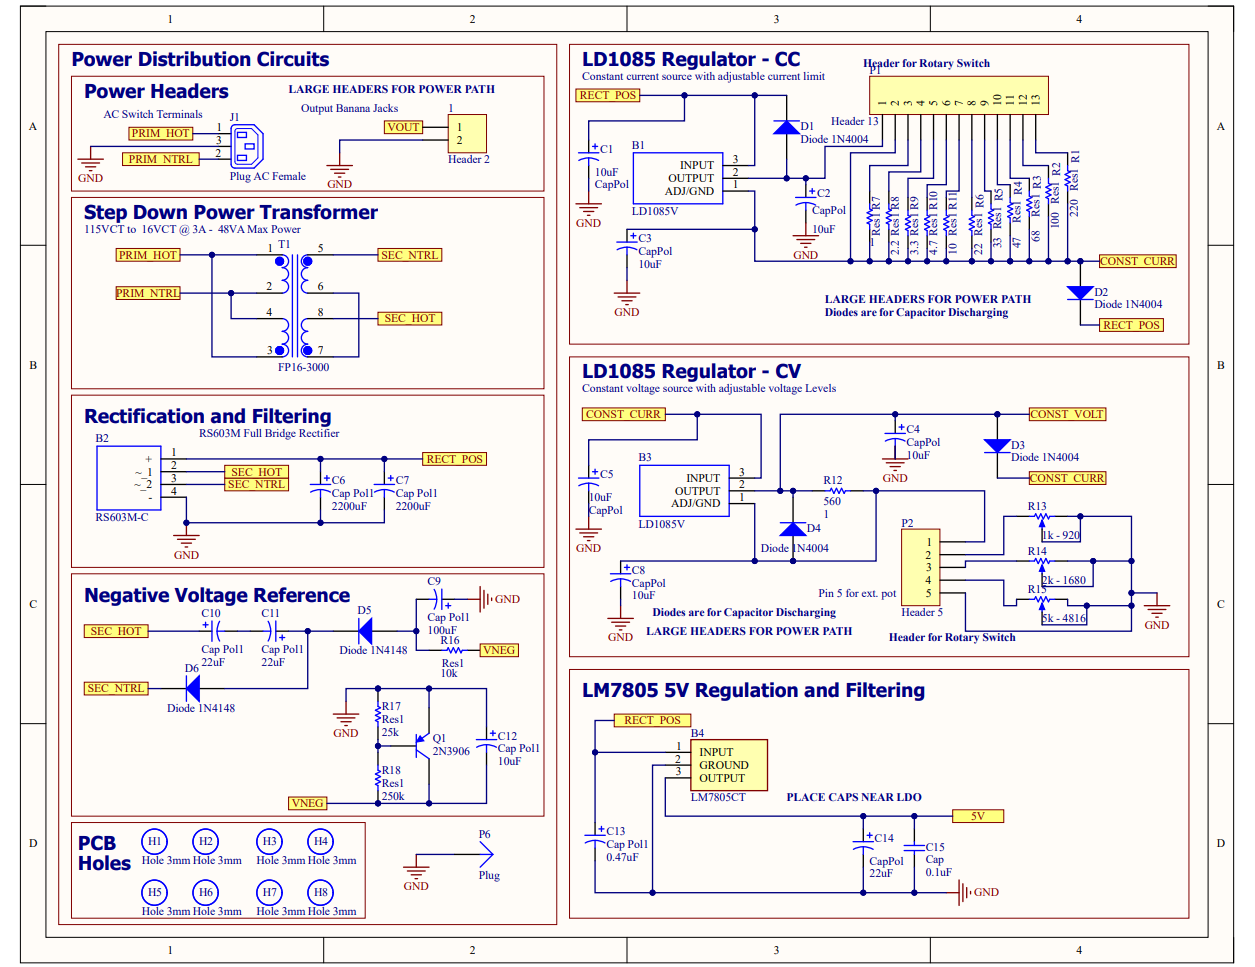 1 2 3 4
A A
B B
C C
D D
Power Distribution Circuits
Power Headers
LARGE HEADERS FOR POWER PATH
AC Switch Terminals
J1
Output Banana Jacks
1
PRIM_HOT
1
3
PRIM_NTRL
2
GND
Plug AC Female
VOUT
1
2
Header 2
GND
Step Down Power Transformer
115VCT to 16VCT @ 3A - 48VA Max Power
T1
PRIM_HOT
1
5
SEC_NTRL
PRIM_NTRL
2
6
4
8
SEC_HOT
3
7
FP16-3000
Rectification and Filtering
RS603M Full Bridge Rectifier
B2
+
~_1
~_2
-
1
2
3
4
RS603M-C
SEC_HOT
SEC_NTRL
RECT_POS
C6
Cap Pol1
2200uF
C7
Cap Pol1
2200uF
GND
Negative Voltage Reference
SEC_HOT
C10
Cap Pol1
22uF
C11
Cap Pol1
22uF
D5
Diode 1N4148
C9
Cap Pol1
100uF
GND
R16
Res1
10k
VNEG
SEC_NTRL
D6
Diode 1N4148
GND
R17
Res1
25k
R18
Res1
250k
Q1
2N3906
C12
Cap Pol1
10uF
VNEG
PCB
Holes
H1 H2 H3 H4
Hole 3mm Hole 3mm Hole 3mm Hole 3mm
H5 H6 H7 H8
Hole 3mm Hole 3mm Hole 3mm Hole 3mm
P6
Plug
GND
LD1085 Regulator - CC
Constant current source with adjustable current limit
Header for Rotary Switch
P1
1 2 3 4 5 6 7 8 9 10 11 12 13
Header 13
RECT_POS
D1
Diode 1N4004
C1
10uF
CapPol
GND
B1
INPUT
OUTPUT
ADJ/GND
3
2
1
LD1085V
C2
CapPol
10uF
GND
C3
CapPol
10uF
GND
R7
Res1
1
R8
Res1
2.2
R9
Res1
3.3
R10
Res1
4.7
R11
Res1
10
R6
Res1
22
R5
Res1
33
R4
Res1
47
R3
Res1
68
R2
Res1
100
R1
Res1
220
CONST_CURR
D2
Diode 1N4004
RECT_POS
LARGE HEADERS FOR POWER PATH
Diodes are for Capacitor Discharging
LD1085 Regulator - CV
Constant voltage source with adjustable voltage Levels
CONST_CURR
CONST_VOLT
C4
CapPol
10uF
GND
D3
Diode 1N4004
CONST_CURR
C5
10uF
CapPol
GND
B3
INPUT
OUTPUT
ADJ/GND
3
2
1
LD1085V
R12
560
1
D4
Diode 1N4004
P2
1
2
3
4
5
Header 5
R13
1k - 920
R14
2k - 1680
R15
5k - 4816
GND
C8
CapPol
10uF
GND
Pin 5 for ext. pot
Diodes are for Capacitor Discharging
LARGE HEADERS FOR POWER PATH
Header for Rotary Switch
LM7805 5V Regulation and Filtering
RECT_POS
B4
1
2
3
INPUT
GROUND
OUTPUT
LM7805CT
PLACE CAPS NEAR LDO
5V
C13
Cap Pol1
0.47uF
C14
CapPol
22uF
C15
Cap
0.1uF
GND
1 2 3 4